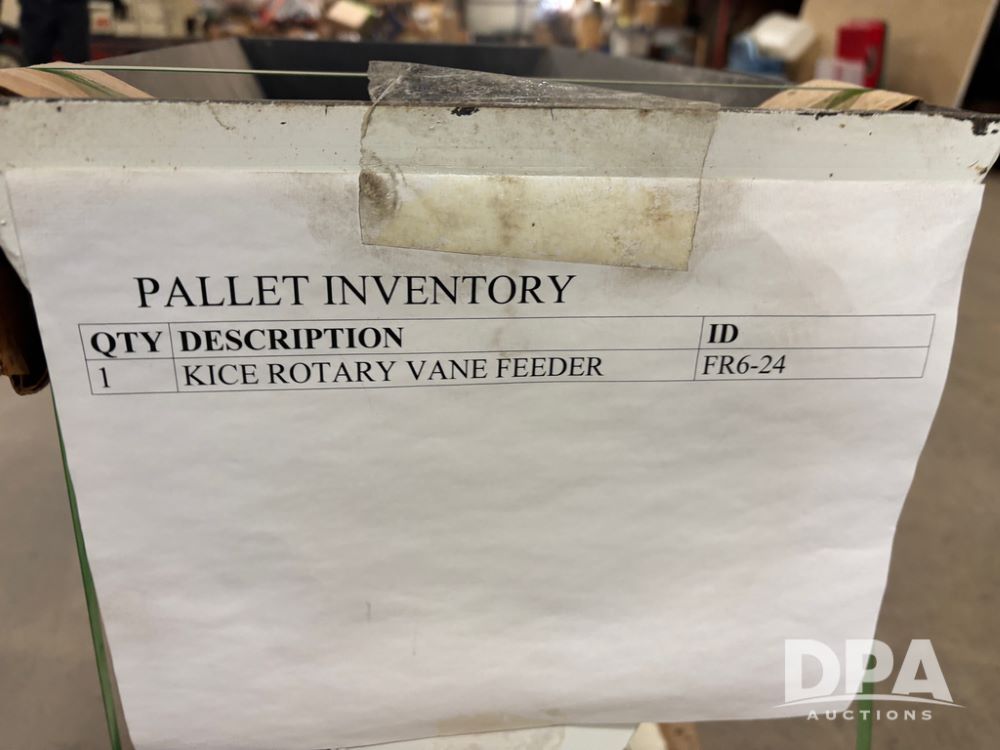 PALLET INVENTORY
QTY DESCRIPTION ID
1 KICE ROTARY VANE FEEDER FR6-24
DPA
AUCTIONS